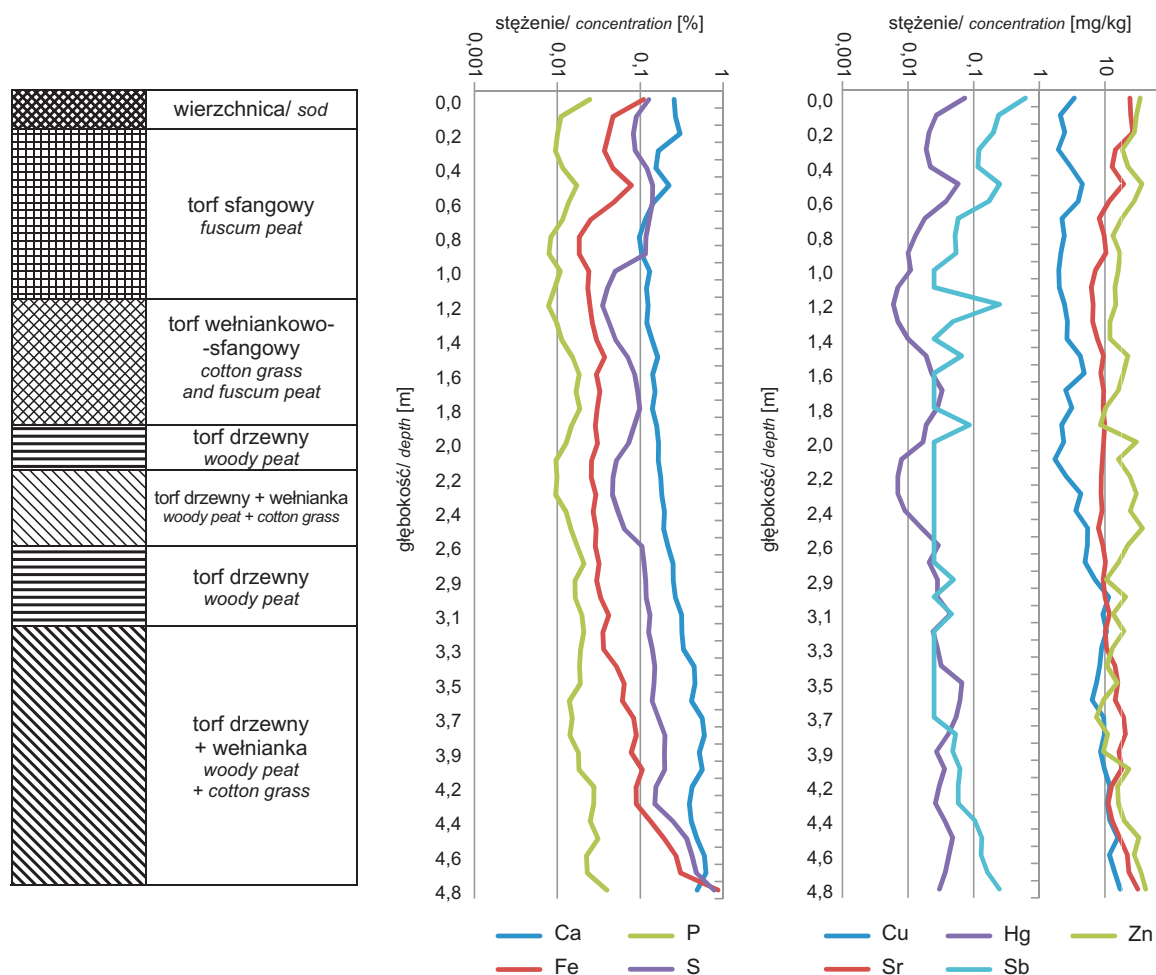 stężenie/ concentration [%]
0,001
0,01
0,1
1
stężenie/ concentration [mg/kg]
0,001
0,01
0,1
1
10
wierzchnica/ sod
torf sfangowy
fuscum peat
torf wełniankowo-
-sfangowy
cotton grass
and fuscum peat
torf drzewny
woody peat
torf drzewny + wełnianka
woody peat + cotton grass
torf drzewny
woody peat
torf drzewny
+ wełnianka
woody peat
+ cotton grass
głębokość/ depth [m]
0,0
0,2
0,4
0,6
0,8
1,0
1,2
1,4
1,6
1,8
2,0
2,2
2,4
2,6
2,9
3,1
3,3
3,5
3,7
3,9
4,2
4,4
4,6
4,8
głębokość/ depth [m]
0,0
0,2
0,4
0,6
0,8
1,0
1,2
1,4
1,6
1,8
2,0
2,2
2,4
2,6
2,9
3,1
3,3
3,5
3,7
3,9
4,2
4,4
4,6
4,8
Ca
P
Fe
S
Cu
Hg
Zn
Sr
Sb